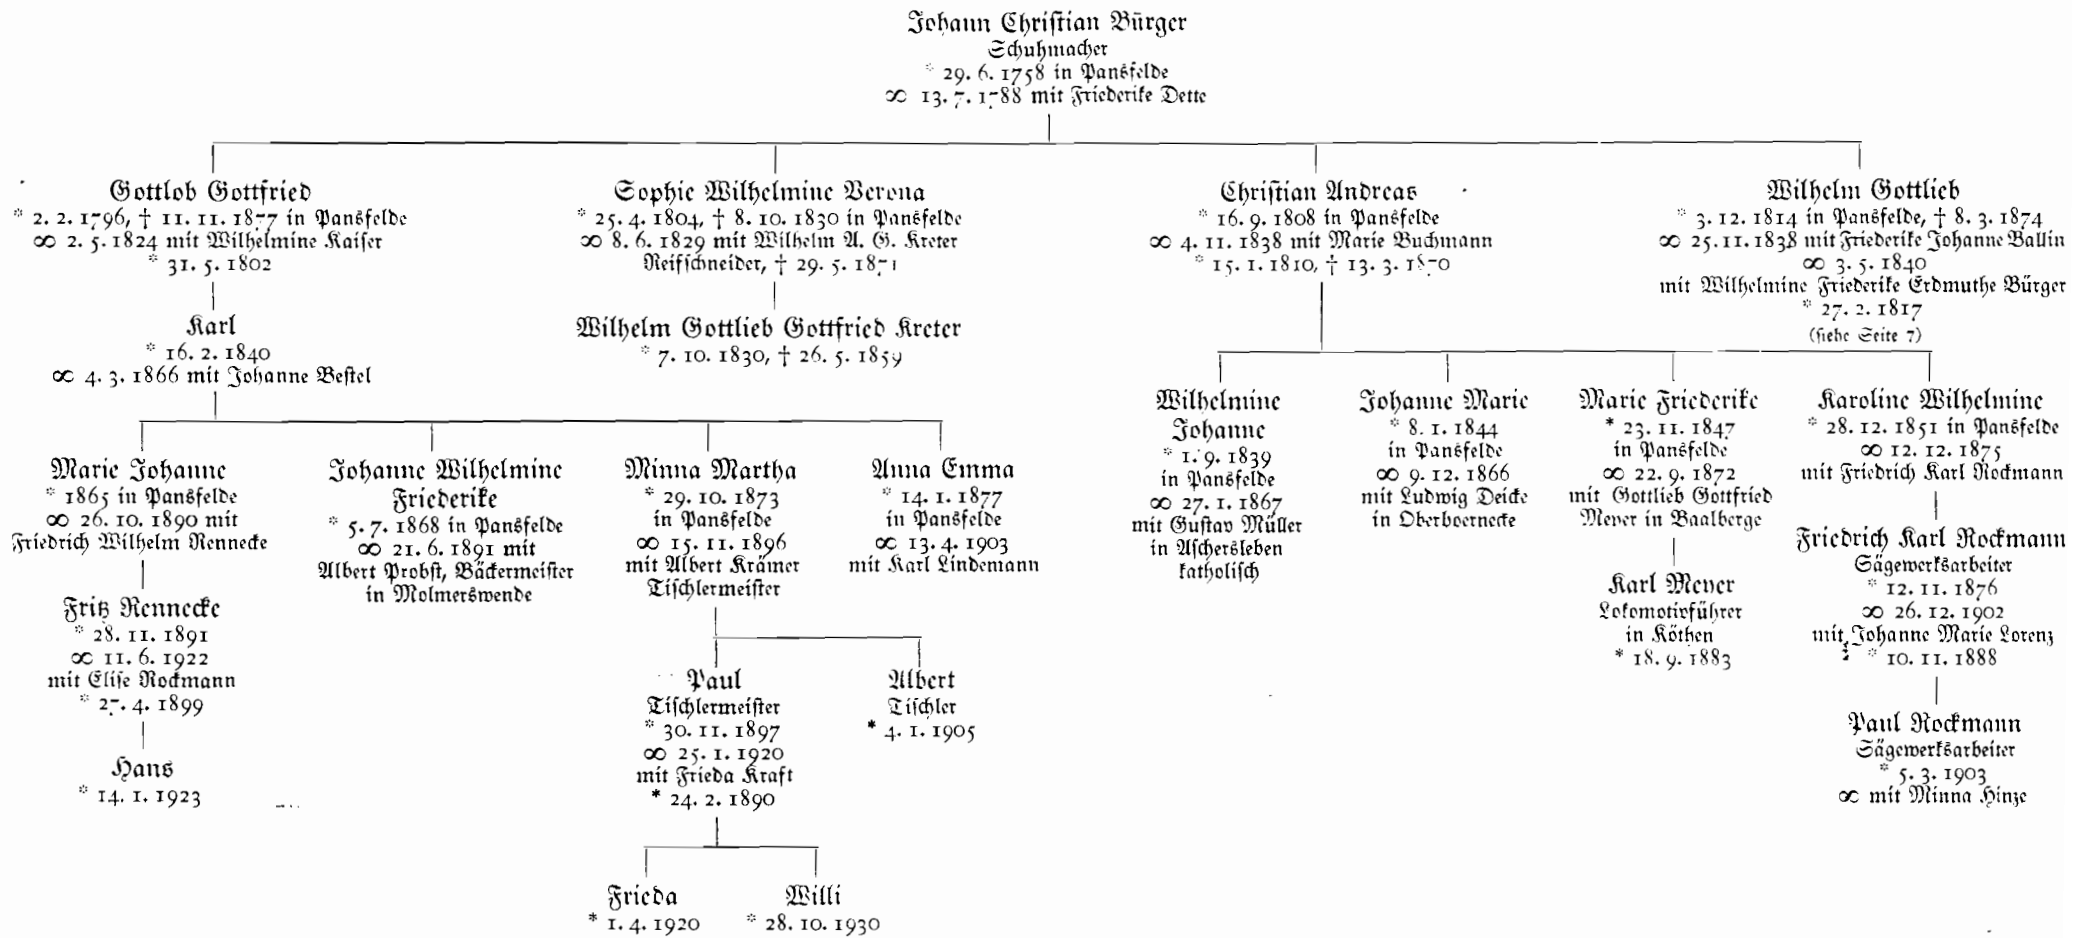 Johann Christian Bürger
Schuhmacher
* 29. 6. 1758 in Pansfelde
∞ 13. 7. 1788 mit Friederike Dette
Gottlob Gottfried
* 2. 2. 1796, † 11. 11. 1877 in Pansfelde
∞ 2. 5. 1824 mit Wilhelmine Kaiser
* 31. 5. 1802
Sophie Wilhelmine Verona
* 25. 4. 1804, † 8. 10. 1830 in Pansfelde
∞ 8. 6. 1829 mit Wilhelm A. G. Kreter
Reifschneider, † 29. 5. 1871
Christian Andreas
* 16. 9. 1808 in Pansfelde
∞ 4. 11. 1838 mit Marie Buchmann
* 15. 1. 1810, † 13. 3. 1870
Wilhelm Gottlieb
* 3. 12. 1814 in Pansfelde, † 8. 3. 1874
∞ 25. 11. 1838 mit Friederike Johanne Ballin
∞ 3. 5. 1840
mit Wilhelmine Friederike Erdmuthe Bürger
* 27. 2. 1817
(siehe Seite 7)
Karl
* 16. 2. 1840
∞ 4. 3. 1866 mit Johanne Bestel
Wilhelm Gottlieb Gottfried Kreter
* 7. 10. 1830, † 26. 5. 1859
Wilhelmine
Johanne
* 1. 9. 1839
in Pansfelde
∞ 27. 1. 1867
mit Gustav Müller
in Aschersleben
katholisch
Johanne Marie
* 8. 1. 1844
in Pansfelde
∞ 9. 12. 1866
mit Ludwig Deicke
in Oberboernecke
Marie Friederike
* 23. 11. 1847
in Pansfelde
∞ 22. 9. 1872
mit Gottlieb Gottfried
Meyer in Baalberge
Karoline Wilhelmine
* 28. 12. 1851 in Pansfelde
∞ 12. 12. 1875
mit Friedrich Karl Rockmann
Marie Johanne
* 1865 in Pansfelde
∞ 26. 10. 1890 mit
Friedrich Wilhelm Rennecke
Johanne Wilhelmine
Friederike
* 5. 7. 1868 in Pansfelde
∞ 21. 6. 1891 mit
Albert Probst, Bäckermeister
in Molmerswende
Minna Martha
* 29. 10. 1873
in Pansfelde
∞ 15. 11. 1896
mit Albert Krämer
Tischlermeister
Anna Emma
* 14. 1. 1877
in Pansfelde
∞ 13. 4. 1903
mit Karl Lindemann
Karl Meyer
Lokomotivführer
in Köthen
* 18. 9. 1883
Friedrich Karl Rockmann
Sägewerksarbeiter
* 12. 11. 1876
∞ 26. 12. 1902
mit Johanne Marie Lorenz
* 10. 11. 1888
Fritz Rennecke
* 28. 11. 1891
∞ 11. 6. 1922
mit Elise Rockmann
* 27. 4. 1899
Paul
Tischlermeister
* 30. 11. 1897
∞ 25. 1. 1920
mit Frieda Kraft
* 24. 2. 1890
Albert
Tischler
* 4. 1. 1905
Paul Rockmann
Sägewerksarbeiter
* 5. 3. 1903
∞ mit Minna Hinze
Hans
* 14. 1. 1923
Frieda
* 1. 4. 1920
Willi
* 28. 10. 1930